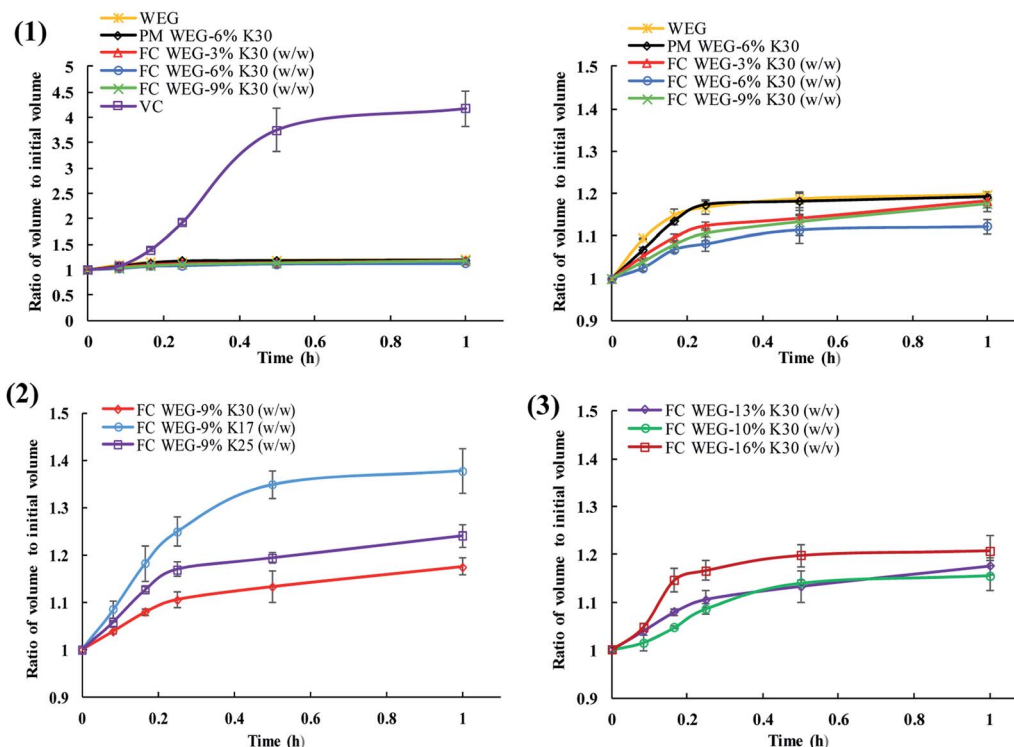 (1)
WEG
PM WEG-6% K30
FC WEG-3% K30 (w/w)
FC WEG-6% K30 (w/w)
FC WEG-9% K30 (w/w)
VC
Ratio of volume to initial volume
5
4.5
4
3.5
3
2.5
2
1.5
1
0.5
0
0 0.2 0.4 0.6 0.8 1
Time (h)
WEG
PM WEG-6% K30
FC WEG-3% K30 (w/w)
FC WEG-6% K30 (w/w)
FC WEG-9% K30 (w/w)
Ratio of volume to initial volume
1.5
1.4
1.3
1.2
1.1
1
0.9
0 0.2 0.4 0.6 0.8 1
Time (h)
(2)
FC WEG-9% K30 (w/w)
FC WEG-9% K17 (w/w)
FC WEG-9% K25 (w/w)
Ratio of volume to initial volume
1.5
1.4
1.3
1.2
1.1
1
0.9
0 0.2 0.4 0.6 0.8 1
Time (h)
(3)
FC WEG-13% K30 (w/v)
FC WEG-10% K30 (w/v)
FC WEG-16% K30 (w/v)
Ratio of volume to initial volume
1.5
1.4
1.3
1.2
1.1
1
0.9
0 0.2 0.4 0.6 0.8 1
Time (h)